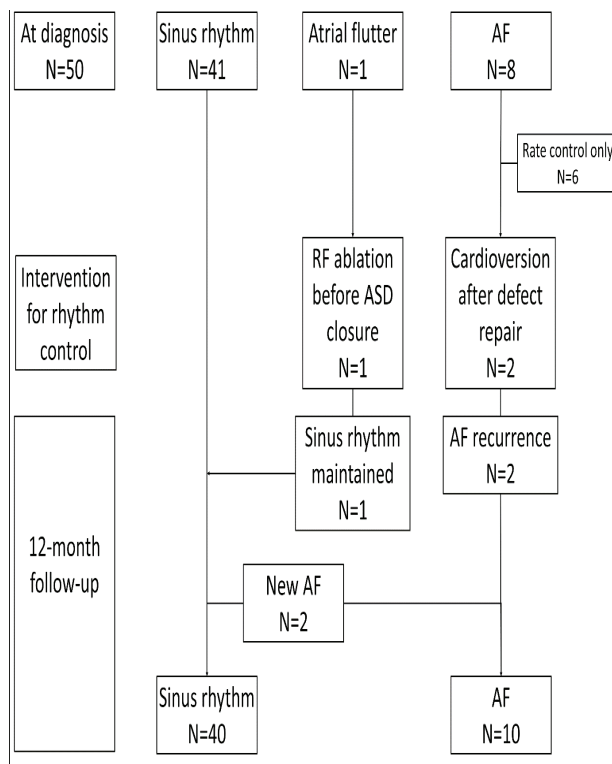 At diagnosis
N=50
Sinus rhythm
N=41
Atrial flutter
N=1
AF
N=8
Rate control only
N=6
Intervention
for rhythm
control
RF ablation
before ASD
closure
N=1
Cardioversion
after defect
repair
N=2
12-month
follow-up
Sinus rhythm
maintained
N=1
AF recurrence
N=2
New AF
N=2
Sinus rhythm
N=40
AF
N=10